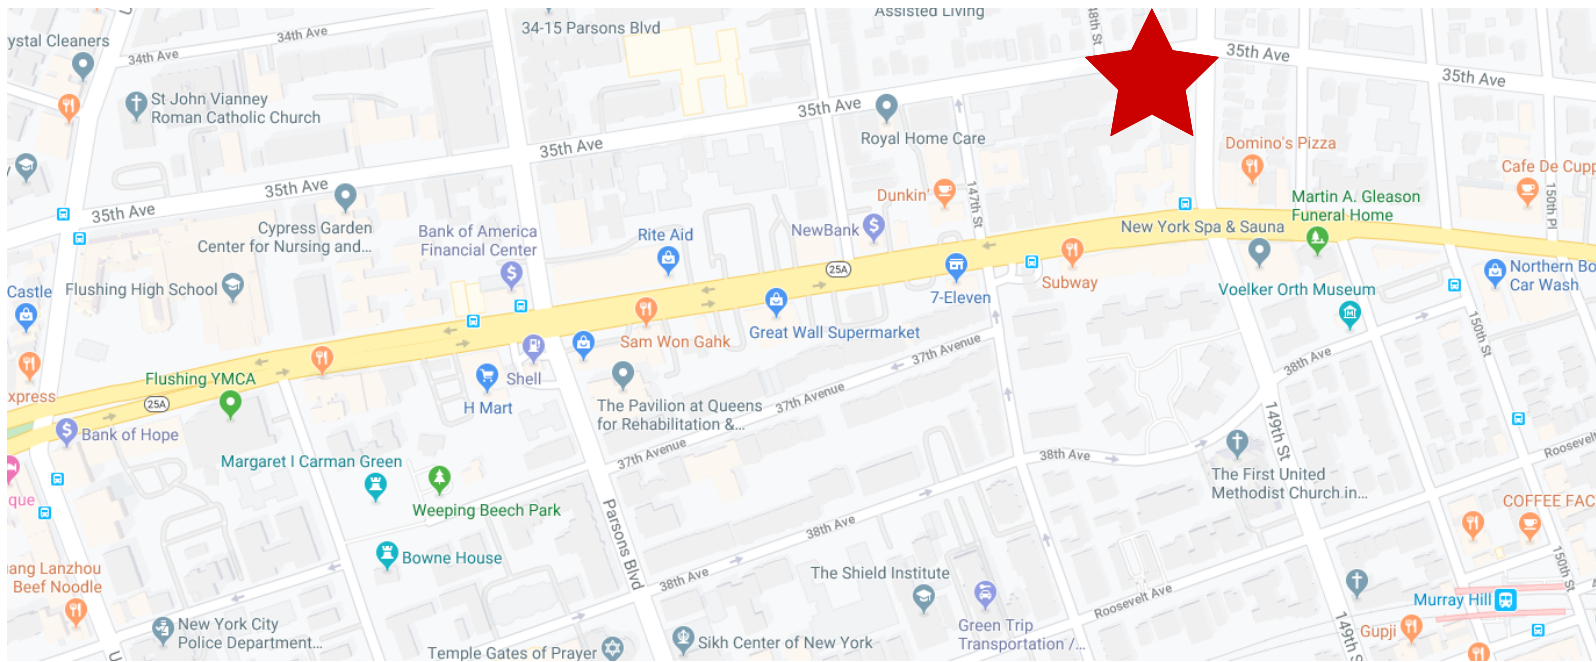 Assisted Living
34-15 Parsons Blvd
34th Ave
34th Ave
ystal Cleaners
48th St
35th Ave
35th Ave
St John Vianney
Roman Catholic Church
35th Ave
Royal Home Care
35th Ave
Domino's Pizza
Cafe De Cupp
35th Ave
35th Ave
Dunkin'
147th St
Martin A. Gleason
Funeral Home
150th Pl
Cypress Garden
Center for Nursing and...
Bank of America
Financial Center
Rite Aid
NewBank
New York Spa & Sauna
25A
Subway
Northern Bo
Car Wash
Castle
Flushing High School
7-Eleven
Voelker Orth Museum
Sam Won Gahk
Great Wall Supermarket
150th St
37th Avenue
38th Ave
Flushing YMCA
Shell
xpress
25A
H Mart
37th Avenue
The Pavilion at Queens
for Rehabilitation &...
Bank of Hope
149th St
37th Avenue
38th Ave
Roosevelt
Margaret I Carman Green
The First United
Methodist Church in...
que
Weeping Beech Park
COFFEE FAC
Parsons Blvd
38th Ave
Bowne House
150th St
ang Lanzhou
Beef Noodle
38th Ave
The Shield Institute
Roosevelt Ave
Murray Hill
New York City
Police Department...
Green Trip
Transportation /...
149th S
Gupji
Temple Gates of Prayer
Sikh Center of New York
U